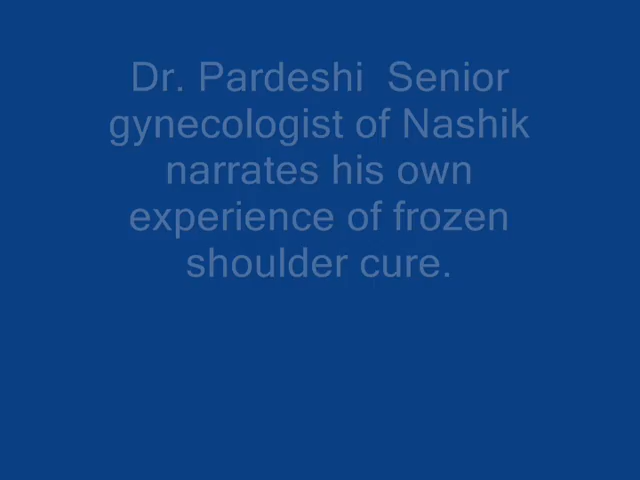 Dr. Pardeshi  Senior
gynecologist of Nashik
narrates his own
experience of frozen
shoulder cure.